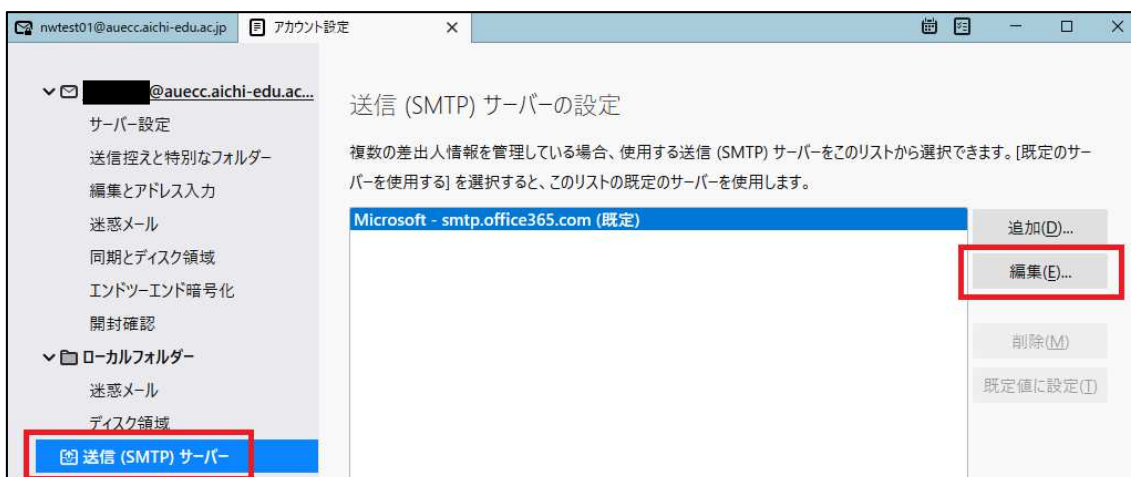 nwtest01@auecc.aichi-edu.ac.jp
アカウント設定
@auecc.aichi-edu.ac...
サーバー設定
送信控えと特別なフォルダー
編集とアドレス入力
迷惑メール
同期とディスク領域
エンドツーエンド暗号化
開封確認
ローカルフォルダー
迷惑メール
ディスク領域
送信 (SMTP) サーバー
送信 (SMTP) サーバーの設定
複数の差出人情報を管理している場合、使用する送信 (SMTP) サーバーをこのリストから選択できます。[既定のサー
バーを使用する] を選択すると、このリストの既定のサーバーを使用します。
Microsoft - smtp.office365.com (既定)
追加(D)...
編集(E)...
削除(M)
既定値に設定(T)